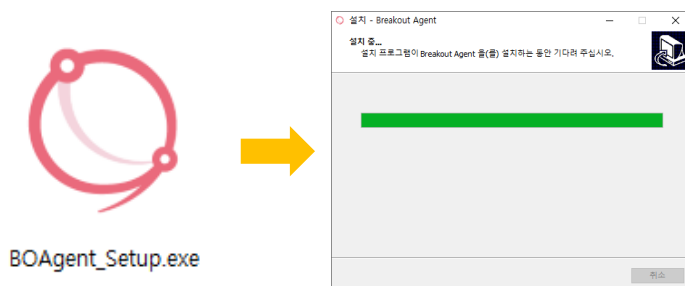 BOAgent_Setup.exe
설치 - Breakout Agent
설치 중...
설치 프로그램이 Breakout Agent 을(를) 설치하는 동안 기다려 주십시오.
취소